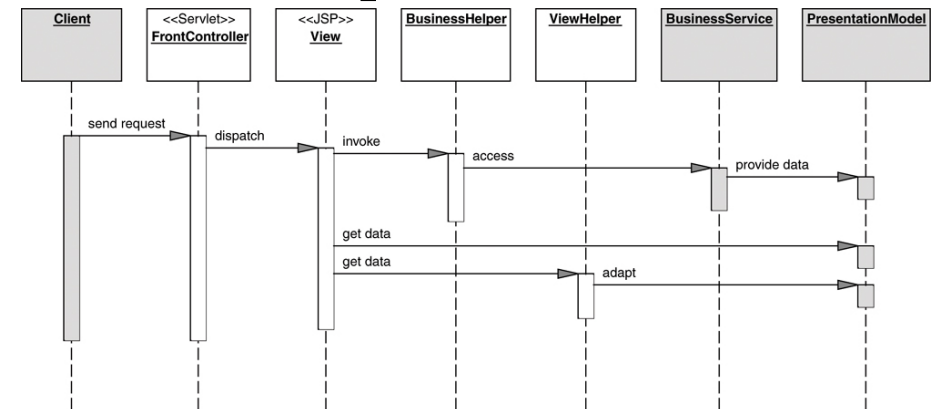 Client
<<Servlet>>
FrontController
<<JSP>>
View
BusinessHelper
ViewHelper
BusinessService
PresentationModel
send request
dispatch
invoke
access
provide data
get data
get data
adapt